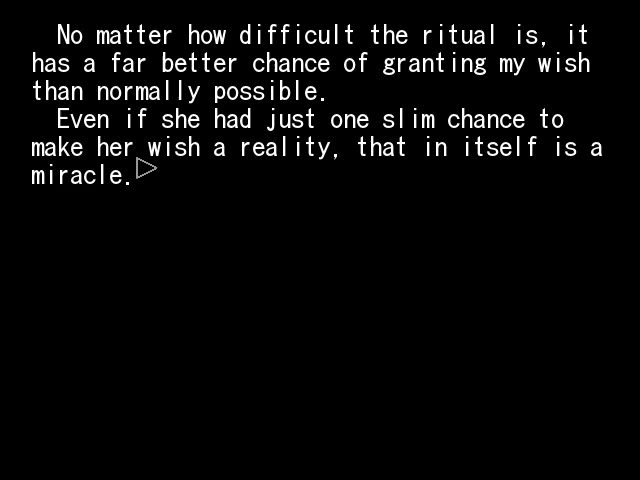 No matter how difficult the ritual is, it
has a far better chance of granting my wish
than normally possible.
Even if she had just one slim chance to
make her wish a reality, that in itself is a
miracle.